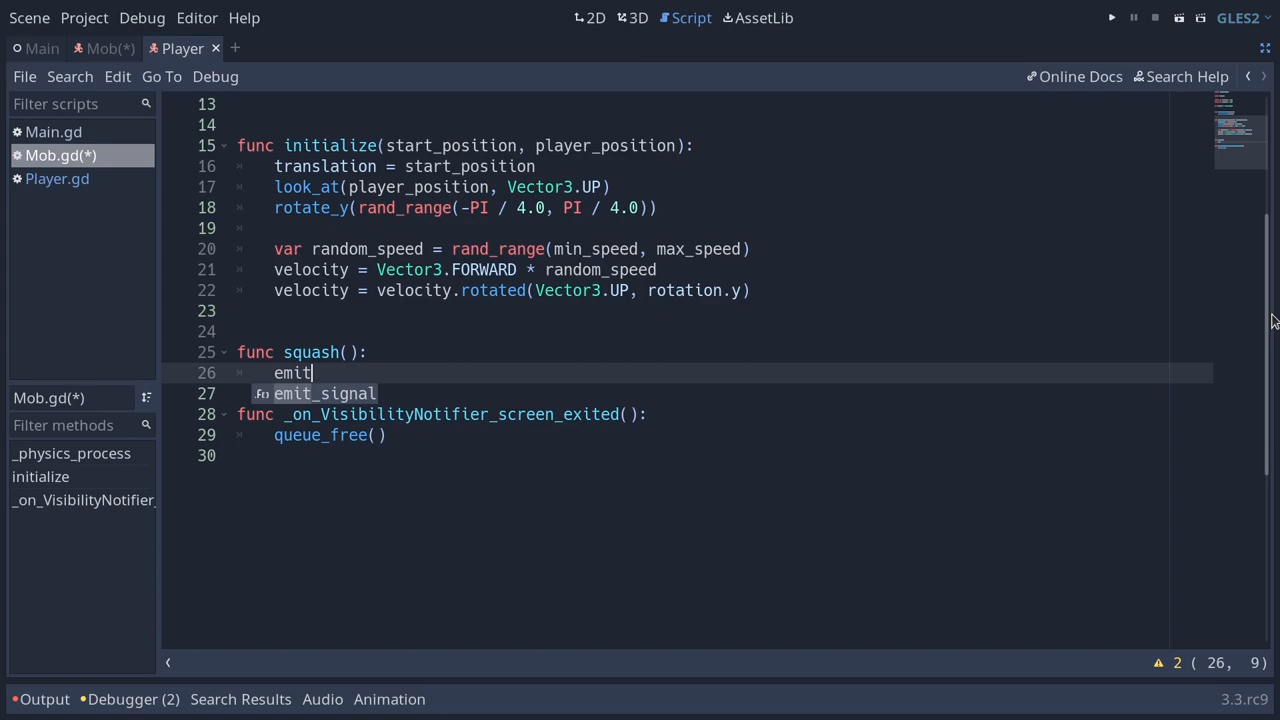 Scene Project Debug Editor Help 2D 3D Script AssetLib GLES2
Main Mob(*) Player
File Search Edit Go To Debug Online Docs Search Help
Filter scripts
Main.gd
Mob.gd(*)
Player.gd
Mob.gd(*)
Filter methods
_physics_process
initialize
_on_VisibilityNotifier_
13
14
15 func initialize(start_position, player_position):
16 translation = start_position
17 look_at(player_position, Vector3.UP)
18 rotate_y(rand_range(-PI / 4.0, PI / 4.0))
19
20 var random_speed = rand_range(min_speed, max_speed)
21 velocity = Vector3.FORWARD * random_speed
22 velocity = velocity.rotated(Vector3.UP, rotation.y)
23
24
25 func squash():
26 emit
27 emit_signal
28 func _on_VisibilityNotifier_screen_exited():
29 queue_free()
30
2 ( 26, 9)
Output Debugger (2) Search Results Audio Animation 3.3.rc9